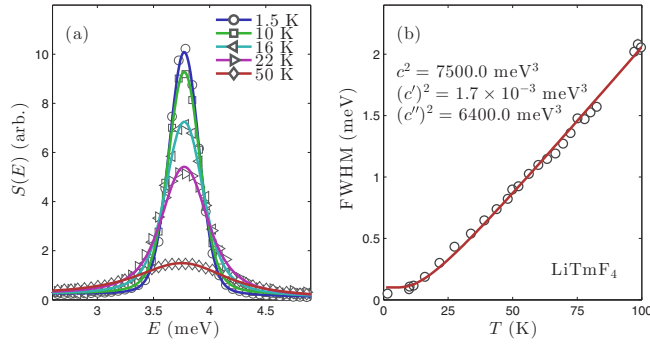 (a)
1.5 K
10 K
16 K
22 K
50 K
10
8
6
4
2
0
S(E) (arb.)
3
3.5
4
4.5
E (meV)
(b)
c² = 7500.0 meV³
(c′)² = 1.7 × 10⁻³ meV³
(c″)² = 6400.0 meV³
LiTmF₄
2
1.5
1
0.5
0
FWHM (meV)
0
25
50
75
100
T (K)